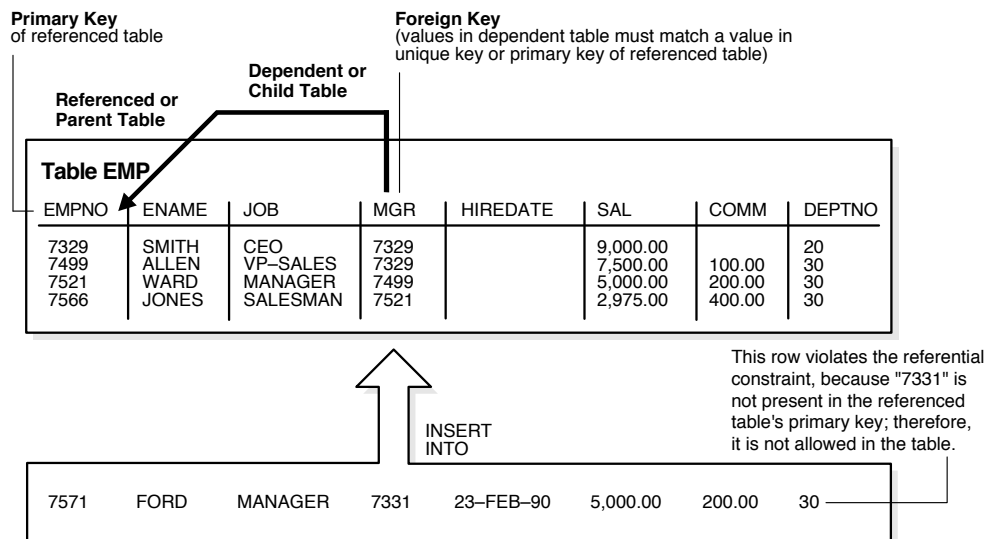 Primary Key
of referenced table
Foreign Key
(values in dependent table must match a value in
unique key or primary key of referenced table)
Dependent or
Child Table
Referenced or
Parent Table
Table EMP
EMPNO ENAME JOB MGR HIREDATE SAL COMM DEPTNO
7329 SMITH CEO 7329 9,000.00 20
7499 ALLEN VP–SALES 7329 7,500.00 100.00 30
7521 WARD MANAGER 7499 5,000.00 200.00 30
7566 JONES SALESMAN 7521 2,975.00 400.00 30
This row violates the referential
constraint, because "7331" is
not present in the referenced
table's primary key; therefore,
it is not allowed in the table.
INSERT
INTO
7571 FORD MANAGER 7331 23–FEB–90 5,000.00 200.00 30